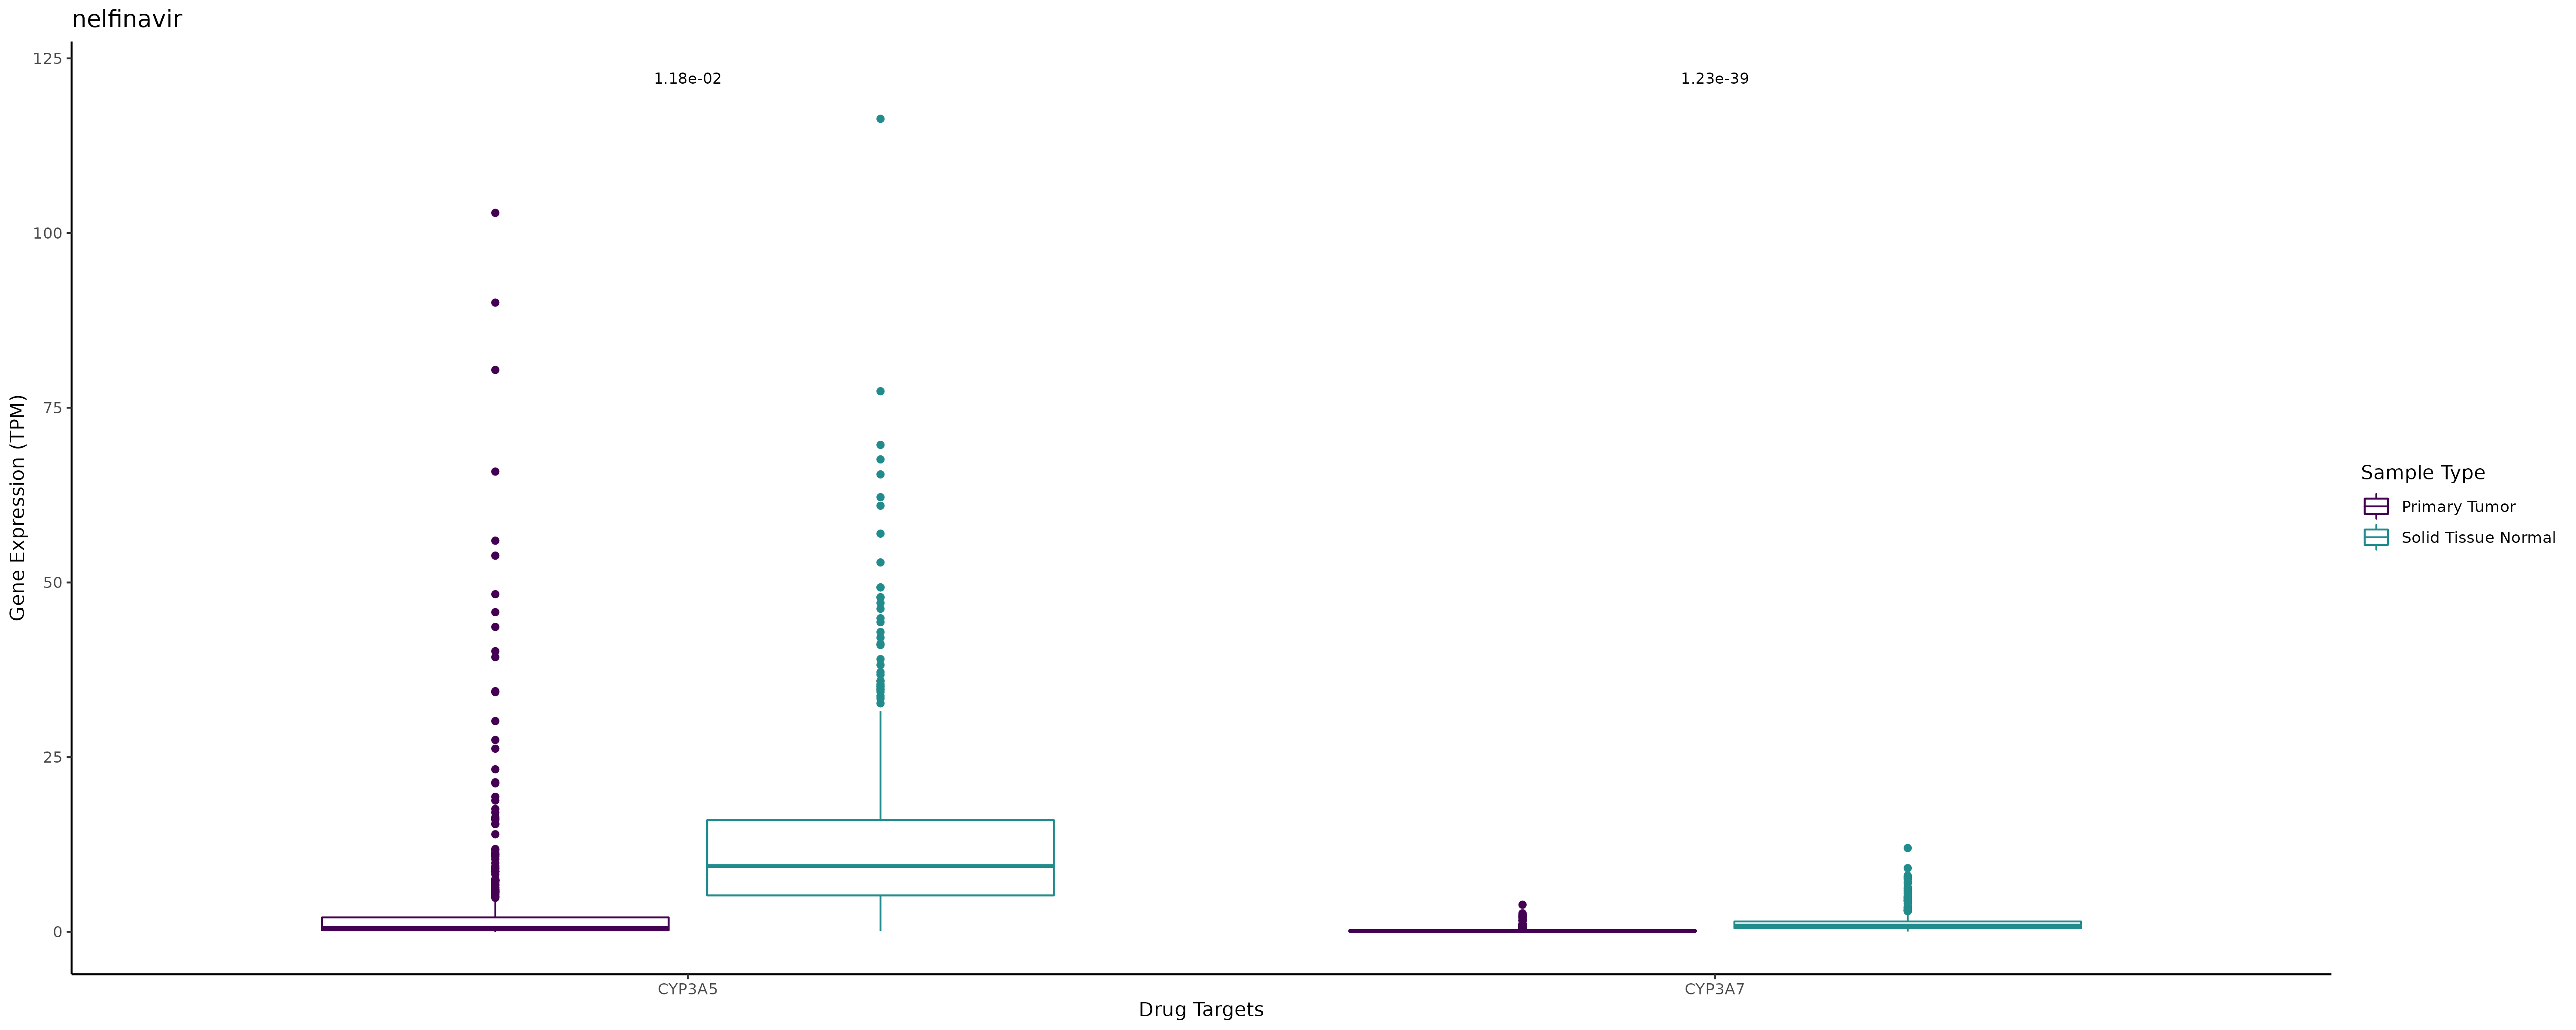 nelfinavir
125
100
75
50
25
0
Gene Expression (TPM)
1.18e-02
1.23e-39
CYP3A5
CYP3A7
Drug Targets
Sample Type
Primary Tumor
Solid Tissue Normal